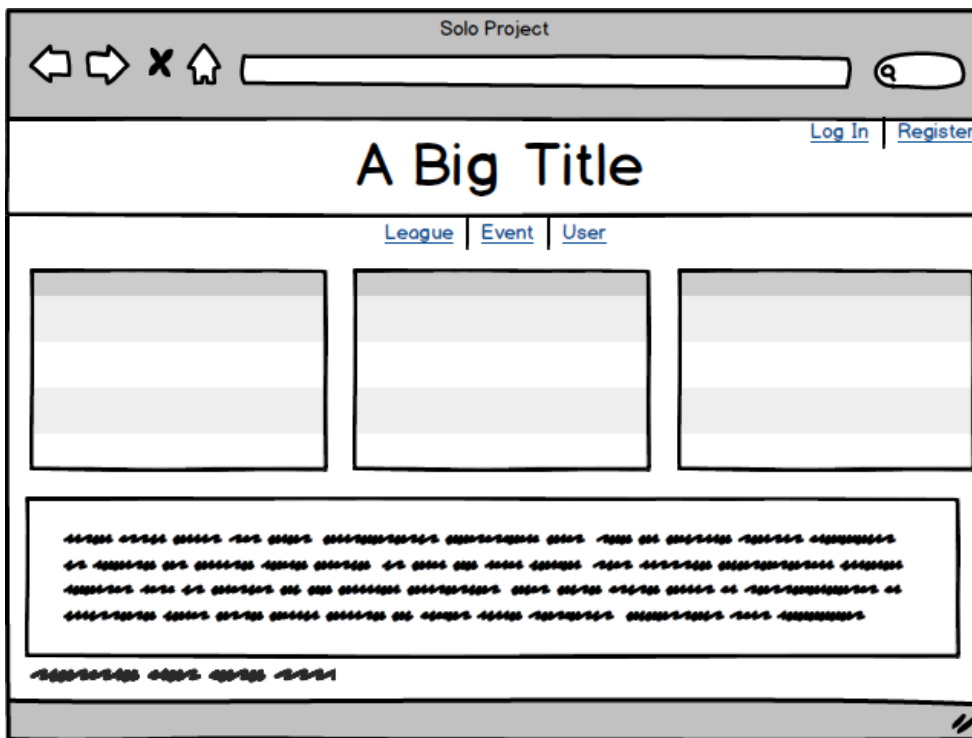 Solo Project
Log In Register
A Big Title
League Event User